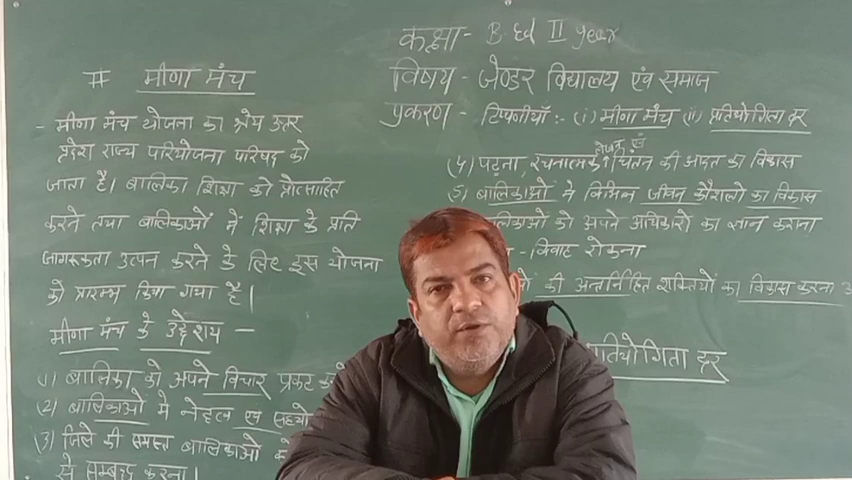 कक्षा - B.Ed II year
विषय - जेण्डर विद्यालय एवं समाज
प्रकरण - टिप्पणीयाँ :- (i) मीना मंच (ii) प्रतियोगिता दर
# मीना मंच
- मीना मंच योजना का श्रेय उत्तर
प्रदेश राज्य परियोजना परिषद को
जाता है। बालिका शिक्षा को प्रोत्साहित
करने तथा बालिकाओं में शिक्षा के प्रति
जागरूकता उत्पन करने के लिए इस योजना
को प्रारम्भ किया गया है।
मीना मंच के उद्देशय -
(1) बालिका को अपने विचार प्रकट
(2) बालिकाओं मे नेतृत्व एवं
(3) जिले की समस्त बालिकाओं
से सम्बद्ध करना।
(4) पढ़ना, लेखन एवं रचनात्मक चिंतन की आदत का विकास
(5) बालिकाओं मे विभिन्न जीवन कौशलो का विकास
बालिकाओं को अपने अधिकारों का ज्ञान कराना
- विवाह रोकना
की अन्तर्निहित शक्तियों का विकास करना
प्रतियोगिता दर